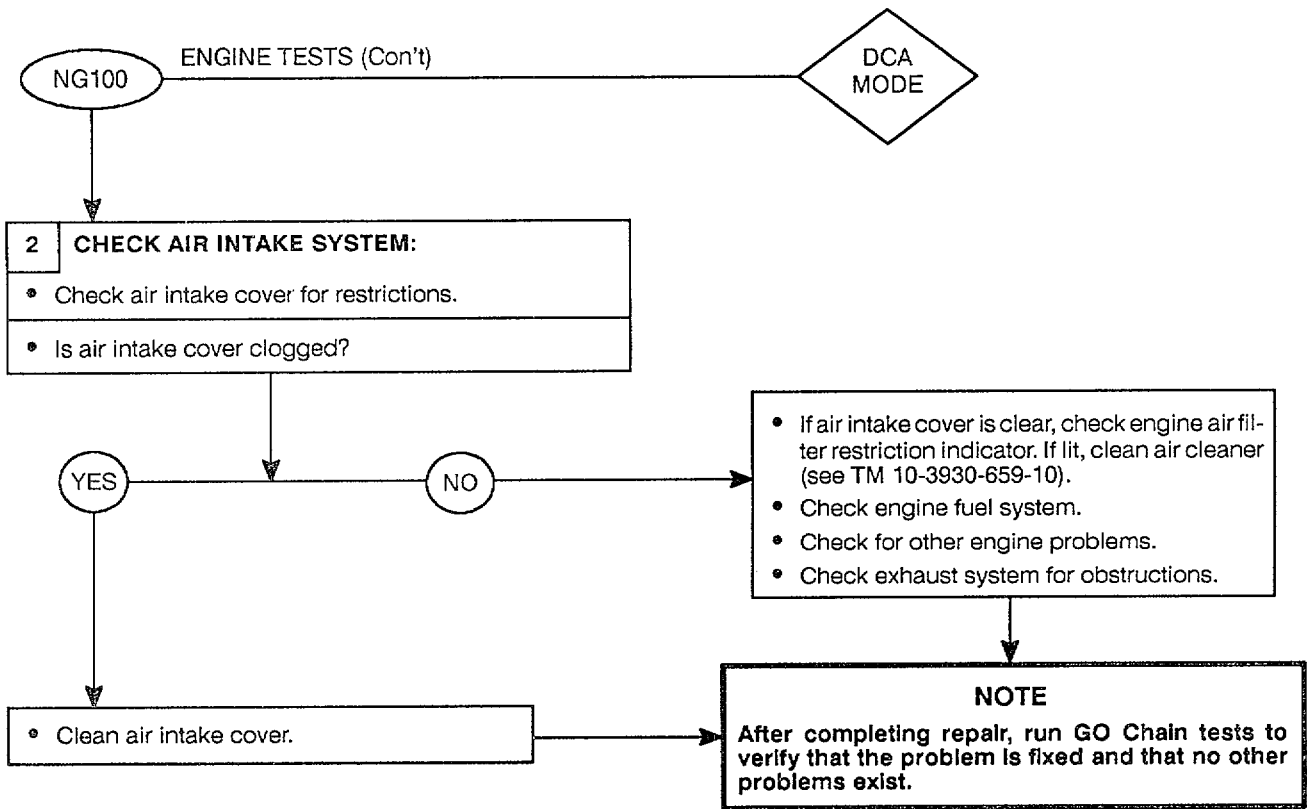 NG100
ENGINE TESTS (Con't)
DCA
MODE
2 CHECK AIR INTAKE SYSTEM:
• Check air intake cover for restrictions.
• Is air intake cover clogged?
YES
NO
• If air intake cover is clear, check engine air fil-
ter restriction indicator. If lit, clean air cleaner
(see TM 10-3930-659-10).
• Check engine fuel system.
• Check for other engine problems.
• Check exhaust system for obstructions.
• Clean air intake cover.
NOTE
After completing repair, run GO Chain tests to
verify that the problem is fixed and that no other
problems exist.